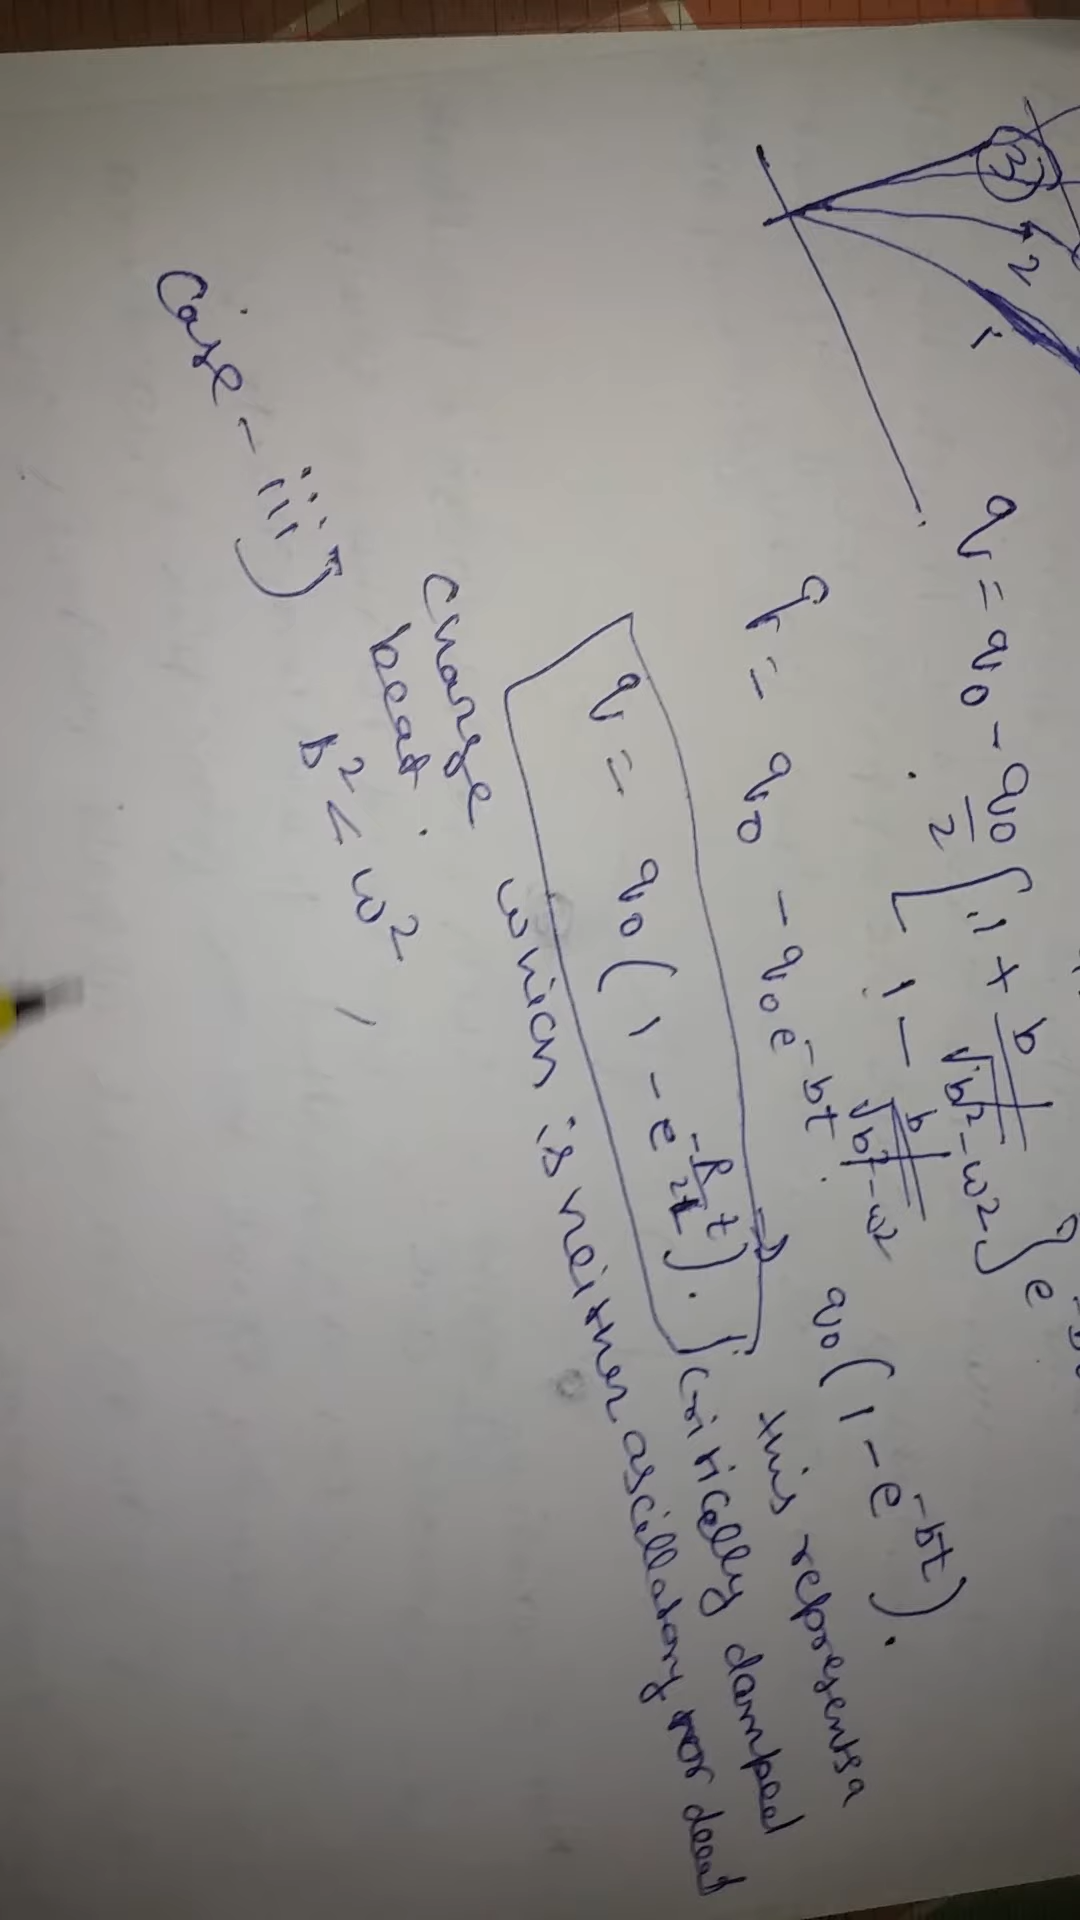 3
2
1
q = q0 - q0/2 [1 + b/√b²-ω²] e
[1 - b/√b²-ω²
q = q0 - q0e^-bt. ⇒ q0(1 - e^-bt).
q = q0(1 - e^-R/2L t). this represents a
critically damped
charge which is neither oscillatory nor
beat.
Case - iii)
b² < ω²,